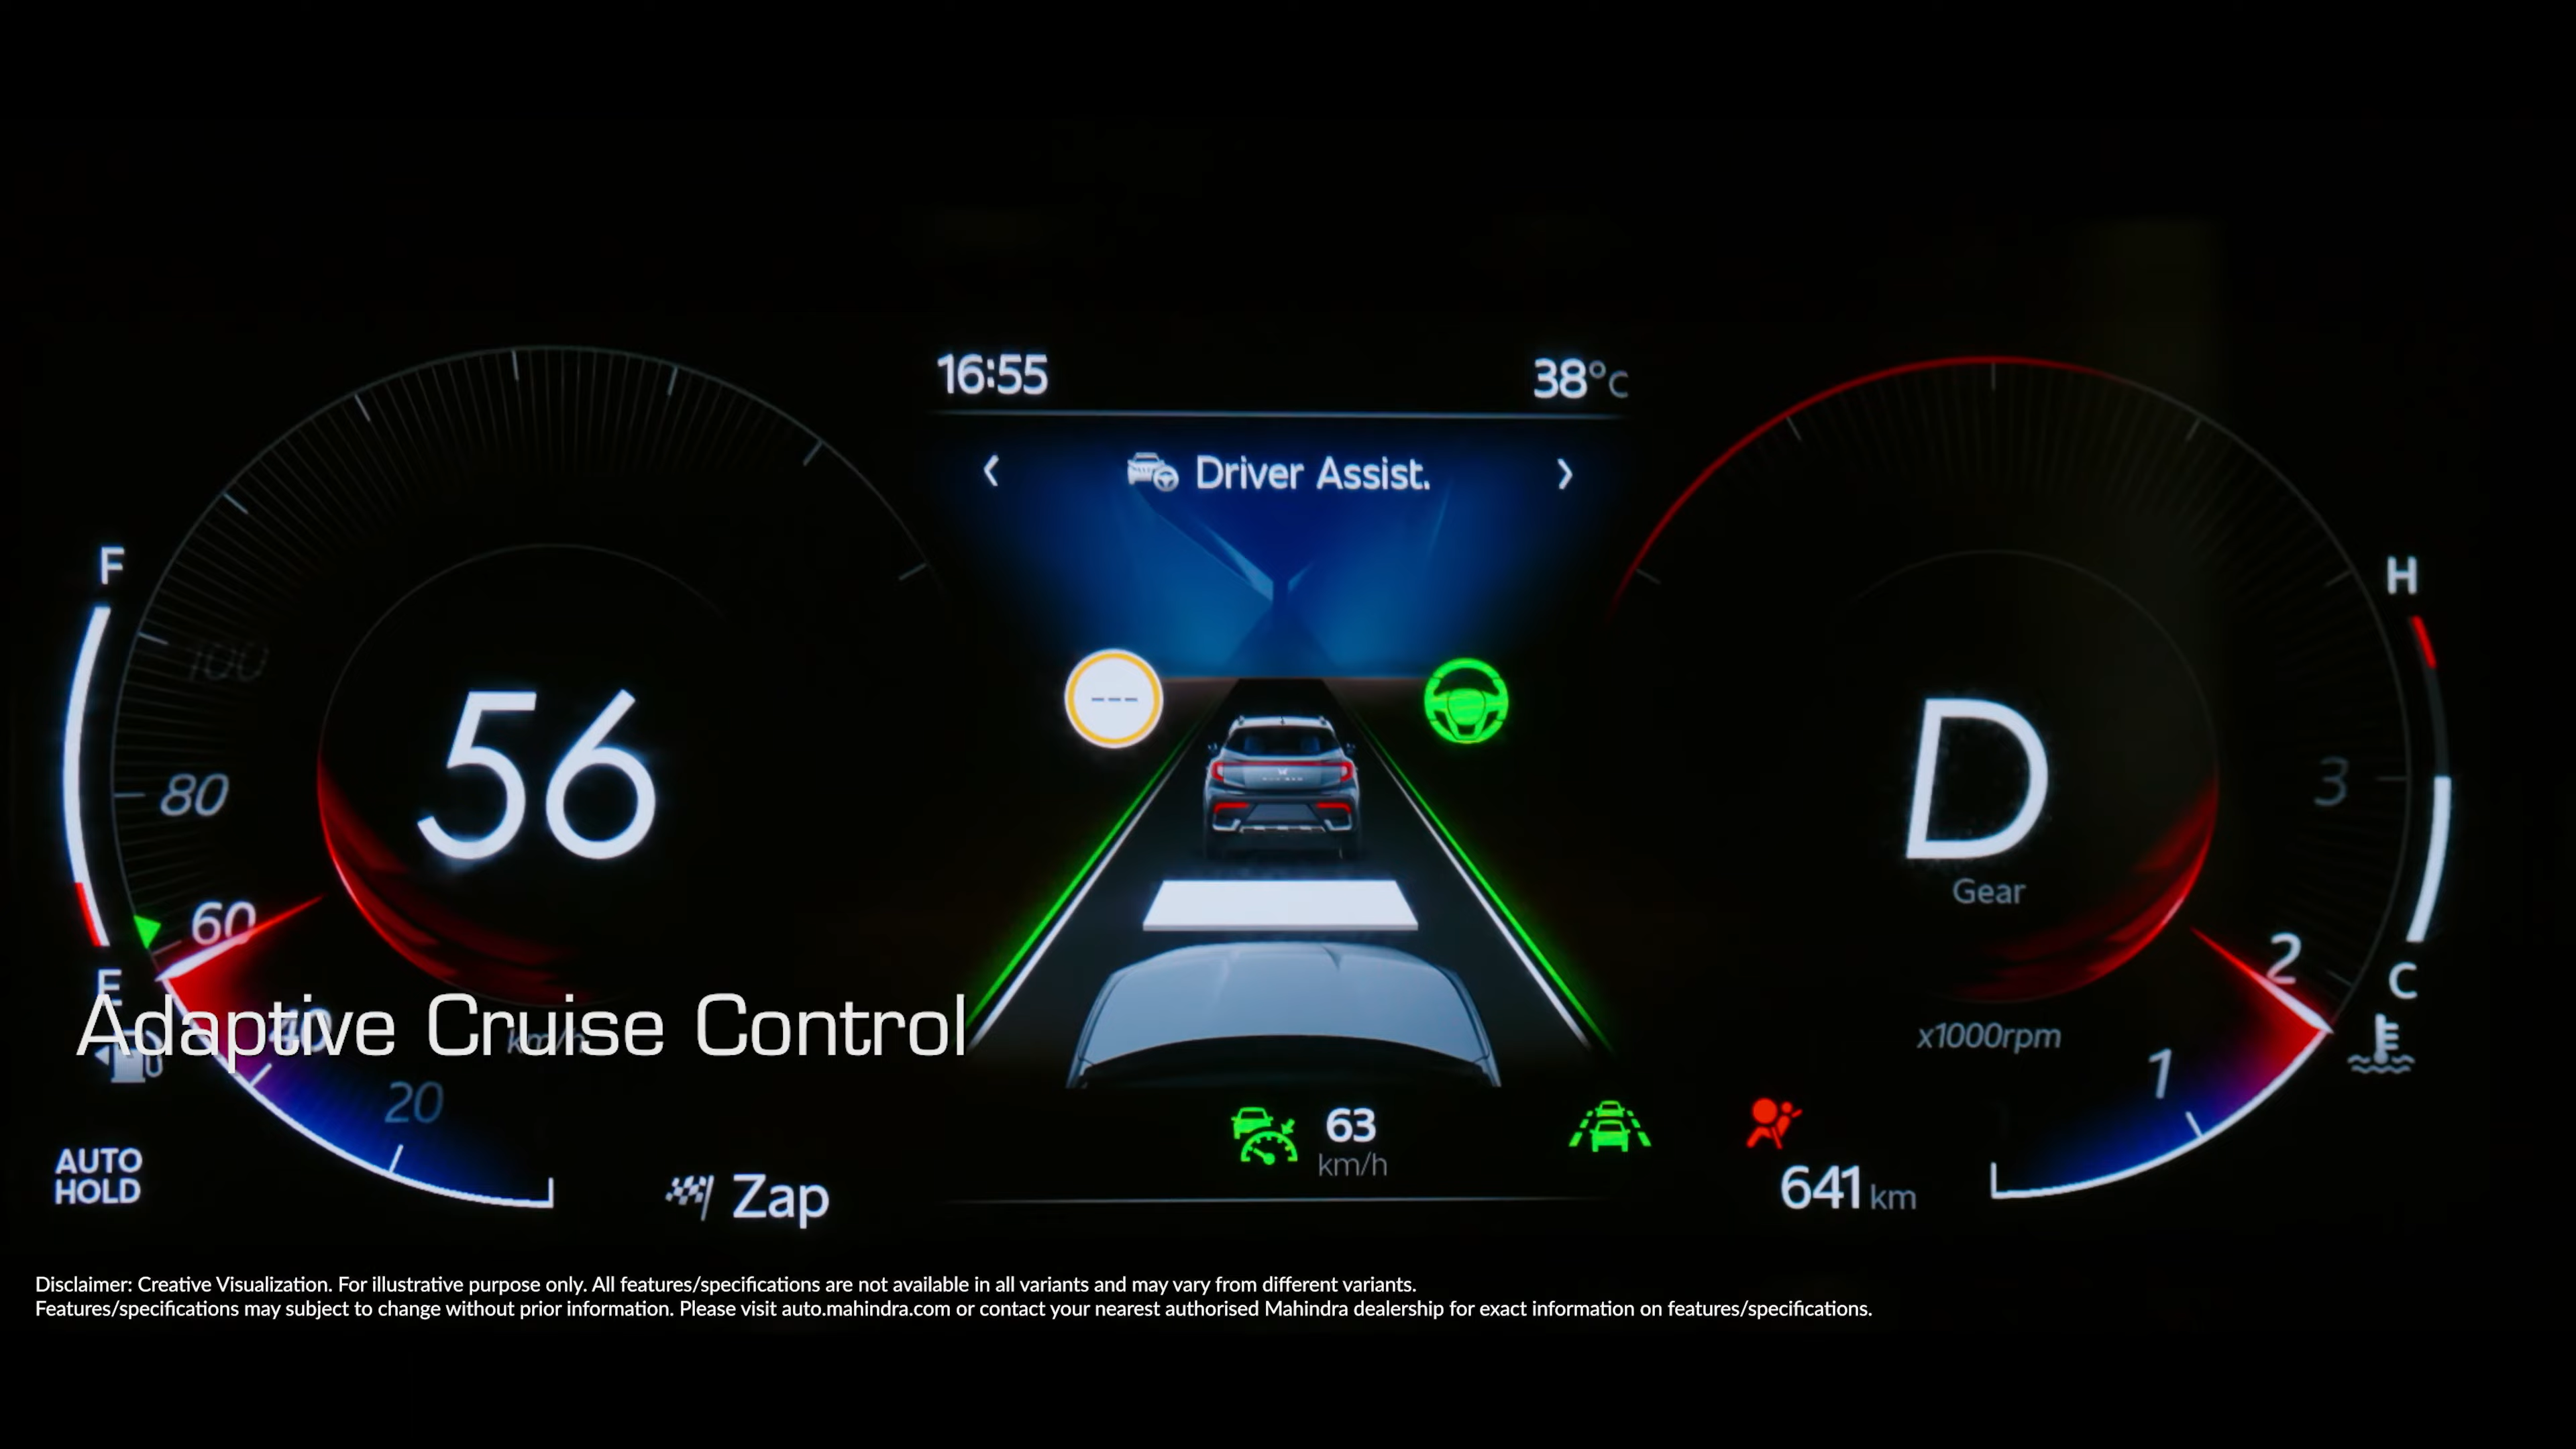 16:55
38°C
Driver Assist.
F
H
---
100
56
D
80
3
Gear
60
2
E
C
Adaptive Cruise Control
40
km/h
x1000rpm
20
1
63
km/h
AUTO
HOLD
Zap
641 km
Disclaimer: Creative Visualization. For illustrative purpose only. All features/specifications are not available in all variants and may vary from different variants.
Features/specifications may subject to change without prior information. Please visit auto.mahindra.com or contact your nearest authorised Mahindra dealership for exact information on features/specifications.